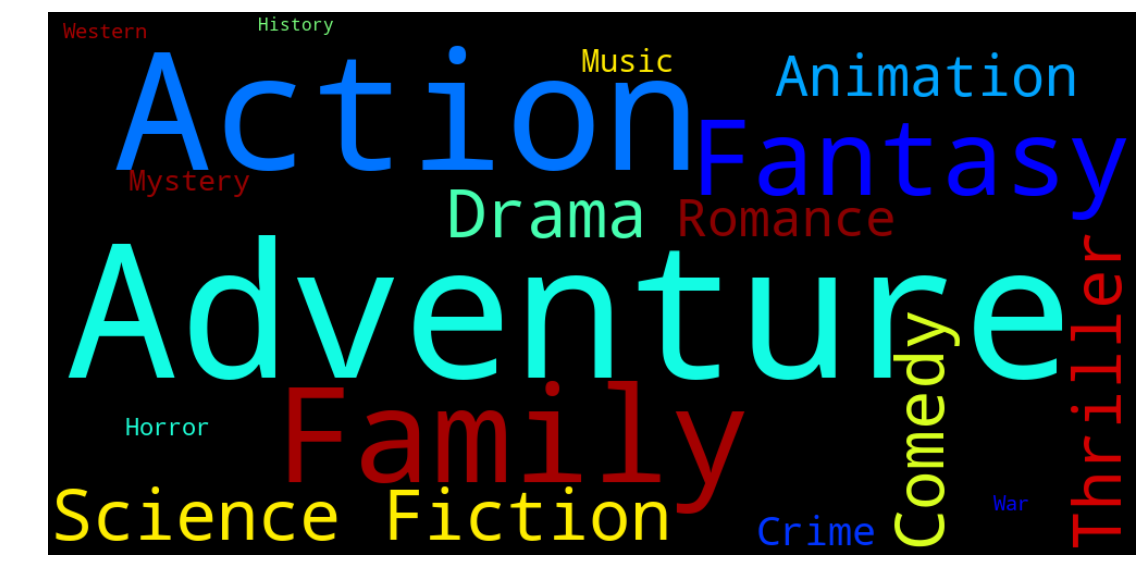 Western
History
Action
Music
Animation
Fantasy
Mystery
Drama
Romance
Adventure
Thriller
Comedy
Family
Horror
Science Fiction
Crime
War